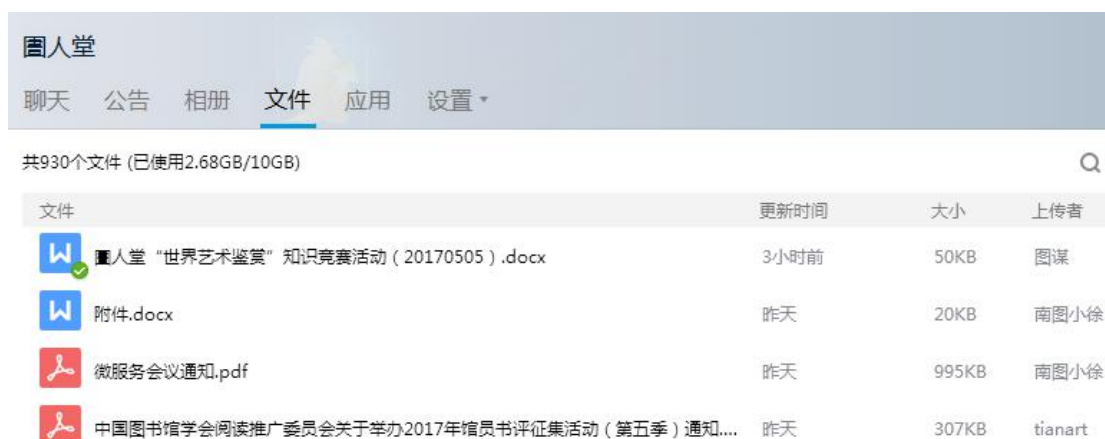 圕人堂
聊天 公告 相册 文件 应用 设置
共930个文件 (已使用2.68GB/10GB)
文件 更新时间 大小 上传者
圕人堂“世界艺术鉴赏”知识竞赛活动(20170505).docx 3小时前 50KB 图谋
附件.docx 昨天 20KB 南图小徐
微服务会议通知.pdf 昨天 995KB 南图小徐
中国图书馆学会阅读推广委员会关于举办2017年馆员书评征集活动(第五季)通知.... 昨天 307KB tianart